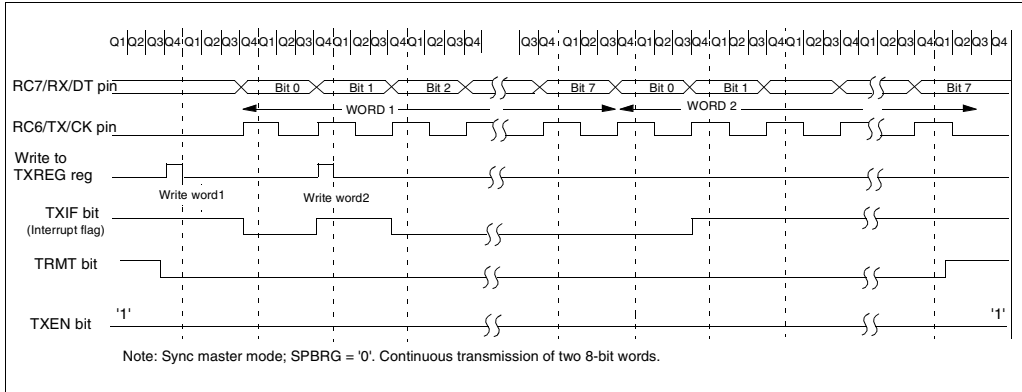 Q1 Q2 Q3 Q4 Q1 Q2 Q3 Q4 Q1 Q2 Q3 Q4 Q1 Q2 Q3 Q4 Q1 Q2 Q3 Q4 Q3 Q4 Q1 Q2 Q3 Q4 Q1 Q2 Q3 Q4 Q1 Q2 Q3 Q4 Q1 Q2 Q3 Q4 Q1 Q2 Q3 Q4 Q1 Q2 Q3 Q4
RC7/RX/DT pin Bit 0 Bit 1 Bit 2 Bit 7 Bit 0 Bit 1 Bit 7
WORD 1 WORD 2
RC6/TX/CK pin
Write to
TXREG reg
Write word1 Write word2
TXIF bit
(Interrupt flag)
TRMT bit
'1' '1'
TXEN bit
Note: Sync master mode; SPBRG = '0'. Continuous transmission of two 8-bit words.